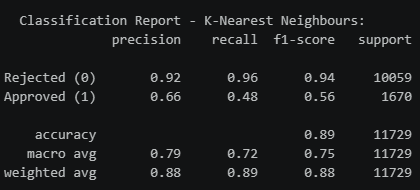 Classification Report - K-Nearest Neighbours:
precision recall f1-score support
Rejected (0) 0.92 0.96 0.94 10059
Approved (1) 0.66 0.48 0.56 1670
accuracy 0.89 11729
macro avg 0.79 0.72 0.75 11729
weighted avg 0.88 0.89 0.88 11729